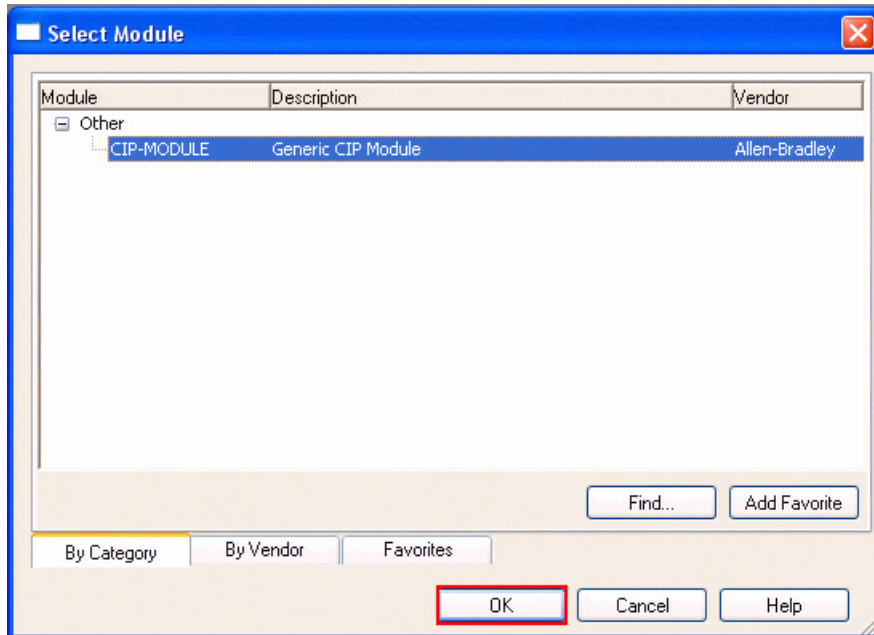 Select Module
Module Description Vendor
Other
CIP-MODULE Generic CIP Module Allen-Bradley
Find... Add Favorite
By Category By Vendor Favorites
OK Cancel Help